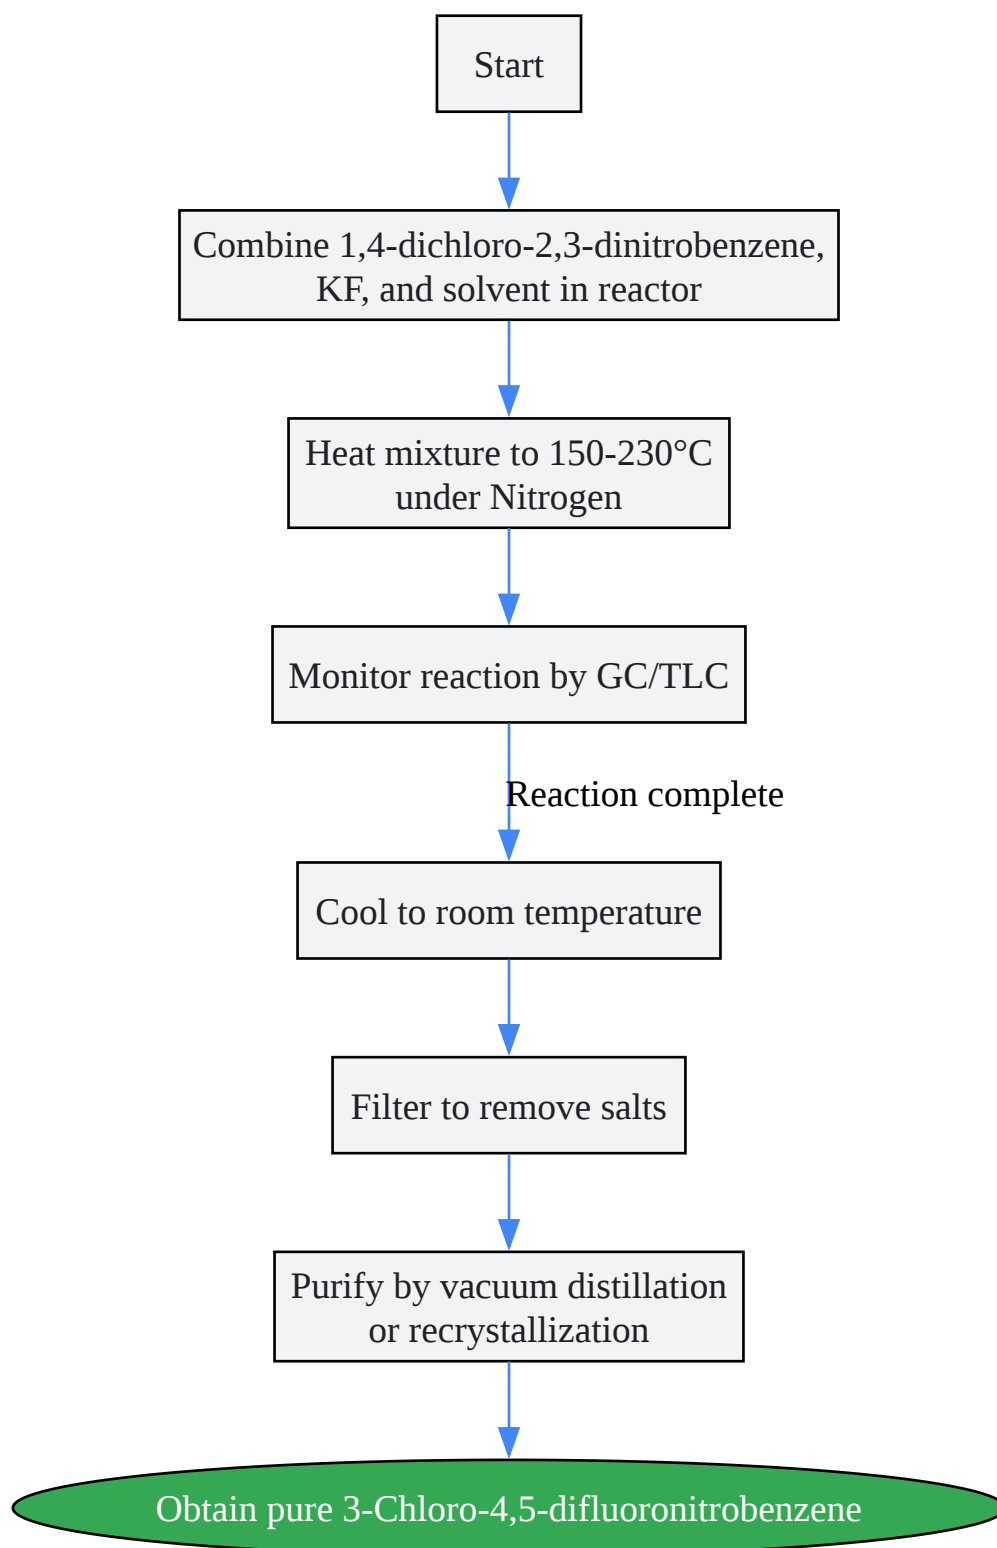 Start
Combine 1,4-dichloro-2,3-dinitrobenzene,
KF, and solvent in reactor
Heat mixture to 150-230°C
under Nitrogen
Monitor reaction by GC/TLC
Reaction complete
Cool to room temperature
Filter to remove salts
Purify by vacuum distillation
or recrystallization
Obtain pure 3-Chloro-4,5-difluoronitrobenzene